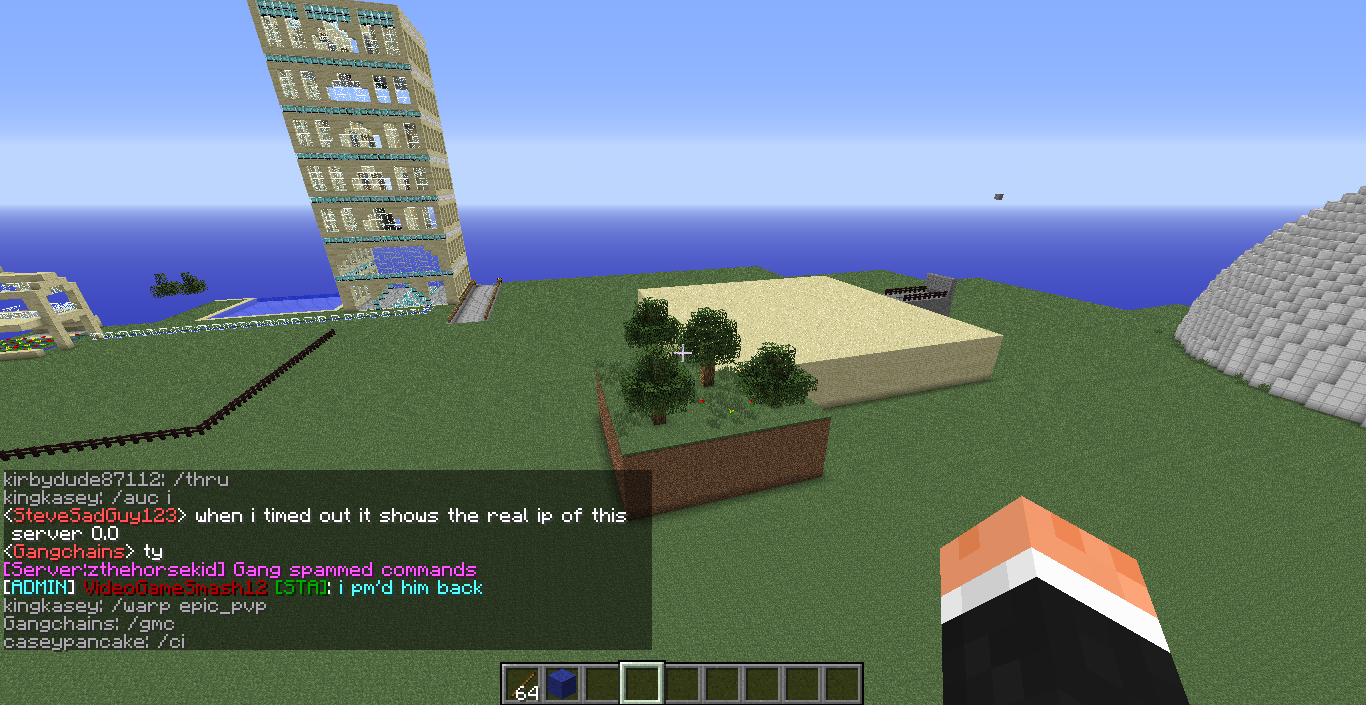 kirbydude87112: /thru
kingkasey: /auc i
<SteveSadGuy123> when i timed out it shows the real ip of this
server 0.0
<Gangchains> ty
[Server:zthehorsekid] Gang spammed commands
[ADMIN] VideoGameSmash12 [STA]: i pm'd him back
kingkasey: /warp epic_pvp
Gangchains: /gmc
caseypancake: /ci
64